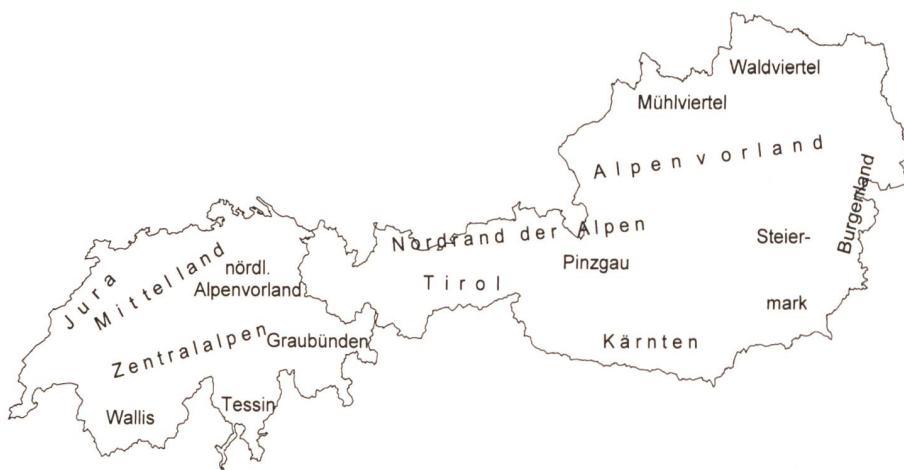 Waldviertel
Mühlviertel
Alpenvorland
Burgenland
Nordrand der Alpen
Steier-
mark
Pinzgau
Tirol
Kärnten
Jura
Mittelland
nördl.
Alpenvorland
Zentralalpen
Graubünden
Wallis
Tessin